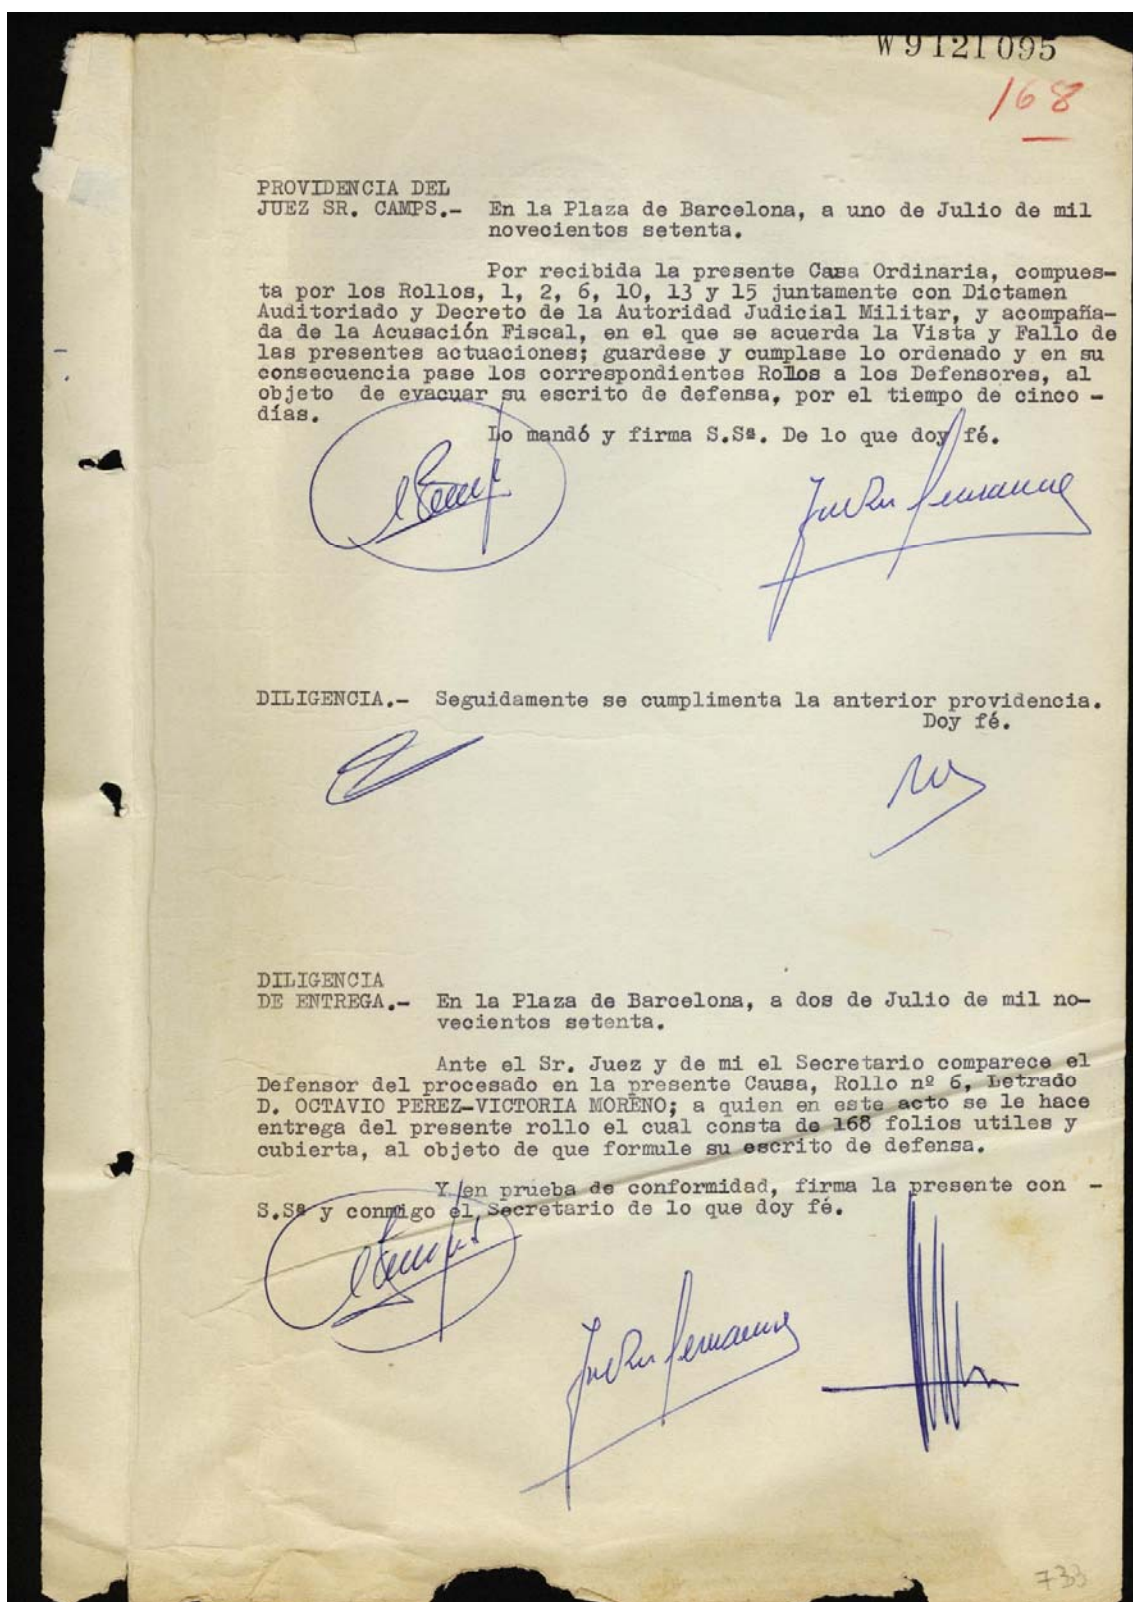 W 9121095
168
PROVIDENCIA DEL
JUEZ SR. CAMPS.- En la Plaza de Barcelona, a uno de Julio de mil
novecientos setenta.
Por recibida la presente Casa Ordinaria, compues-
ta por los Rollos, 1, 2, 6, 10, 13 y 15 juntamente con Dictamen
Auditoriado y Decreto de la Autoridad Judicial Militar, y acompaña-
da de la Acusación Fiscal, en el que se acuerda la Vista y Fallo de
las presentes actuaciones; guardese y cumplase lo ordenado y en su
consecuencia pase los correspondientes Rollos a los Defensores, al
objeto de evacuar su escrito de defensa, por el tiempo de cinco -
días.
Lo mandó y firma S.Sª. De lo que doy fé.
DILIGENCIA.- Seguidamente se cumplimenta la anterior providencia.
Doy fé.
DILIGENCIA
DE ENTREGA.- En la Plaza de Barcelona, a dos de Julio de mil no-
vecientos setenta.
Ante el Sr. Juez y de mi el Secretario comparece el
Defensor del procesado en la presente Causa, Rollo nº 6, Letrado
D. OCTAVIO PEREZ-VICTORIA MORENO; a quien en este acto se le hace
entrega del presente rollo el cual consta de 168 folios utiles y
cubierta, al objeto de que formule su escrito de defensa.
Y en prueba de conformidad, firma la presente con -
S.Sª y conmigo el Secretario de lo que doy fé.
733